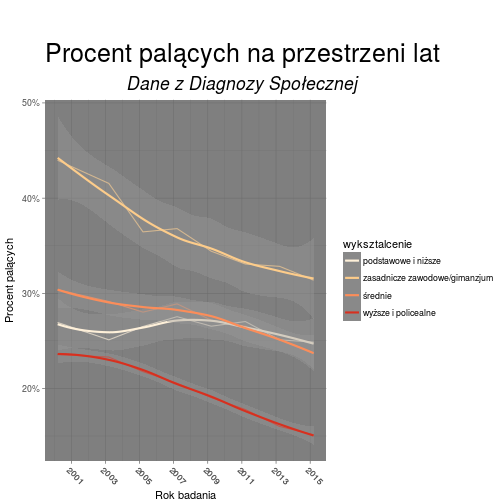 Procent palących na przestrzeni lat
Dane z Diagnozy Społecznej
50%
40%
30%
20%
Procent palących
2001
2003
2005
2007
2009
2011
2013
2015
Rok badania
wyksztalcenie
podstawowe i niższe
zasadnicze zawodowe/gimanzjum
średnie
wyższe i policealne